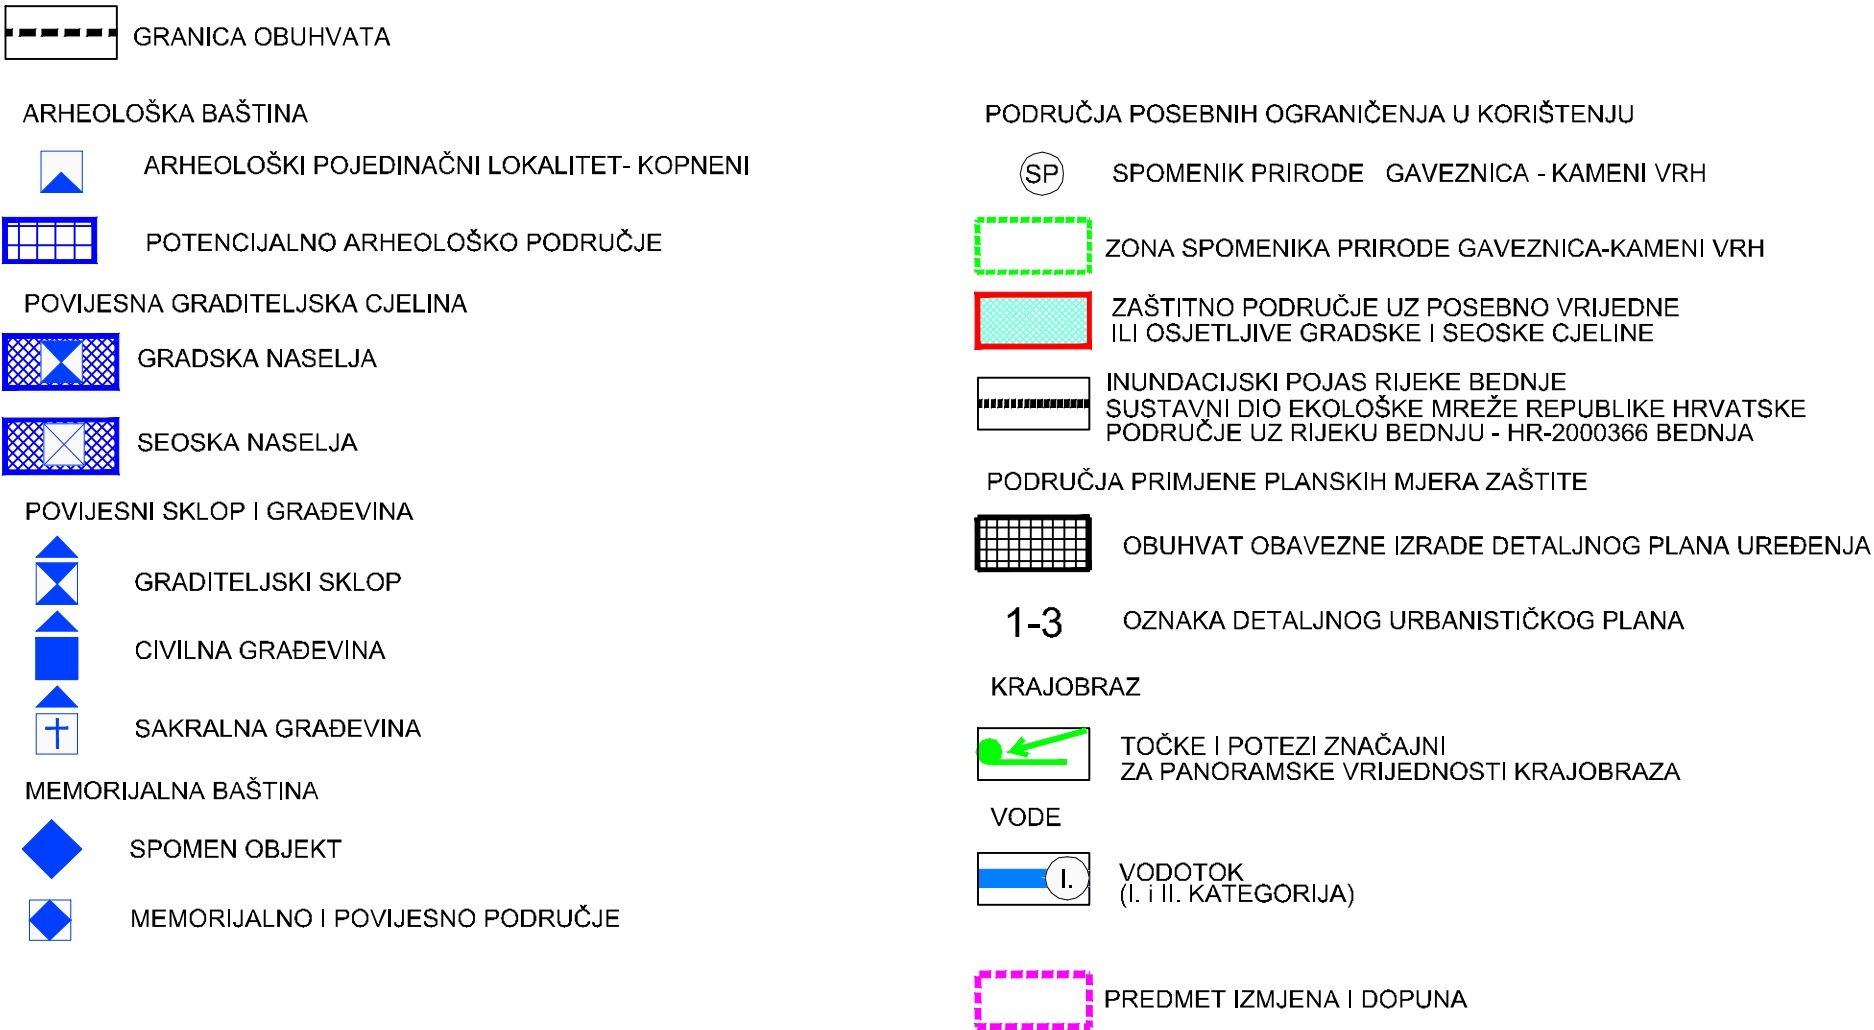 GRANICA OBUHVATA
ARHEOLOŠKA BAŠTINA
ARHEOLOŠKI POJEDINAČNI LOKALITET- KOPNENI
POTENCIJALNO ARHEOLOŠKO PODRUČJE
POVIJESNA GRADITELJSKA CJELINA
GRADSKA NASELJA
SEOSKA NASELJA
POVIJESNI SKLOP I GRAĐEVINA
GRADITELJSKI SKLOP
CIVILNA GRAĐEVINA
SAKRALNA GRAĐEVINA
MEMORIJALNA BAŠTINA
SPOMEN OBJEKT
MEMORIJALNO I POVIJESNO PODRUČJE
PODRUČJA POSEBNIH OGRANIČENJA U KORIŠTENJU
SP SPOMENIK PRIRODE GAVEZNICA - KAMENI VRH
ZONA SPOMENIKA PRIRODE GAVEZNICA-KAMENI VRH
ZAŠTITNO PODRUČJE UZ POSEBNO VRIJEDNE
ILI OSJETLJIVE GRADSKE I SEOSKE CJELINE
INUNDACIJSKI POJAS RIJEKE BEDNJE
SUSTAVNI DIO EKOLOŠKE MREŽE REPUBLIKE HRVATSKE
PODRUČJE UZ RIJEKU BEDNJU - HR-2000366 BEDNJA
PODRUČJA PRIMJENE PLANSKIH MJERA ZAŠTITE
OBUHVAT OBAVEZNE IZRADE DETALJNOG PLANA UREĐENJA
1-3 OZNAKA DETALJNOG URBANISTIČKOG PLANA
KRAJOBRAZ
TOČKE I POTEZI ZNAČAJNI
ZA PANORAMSKE VRIJEDNOSTI KRAJOBRAZA
VODE
I. VODOTOK
(I. i II. KATEGORIJA)
PREDMET IZMJENA I DOPUNA